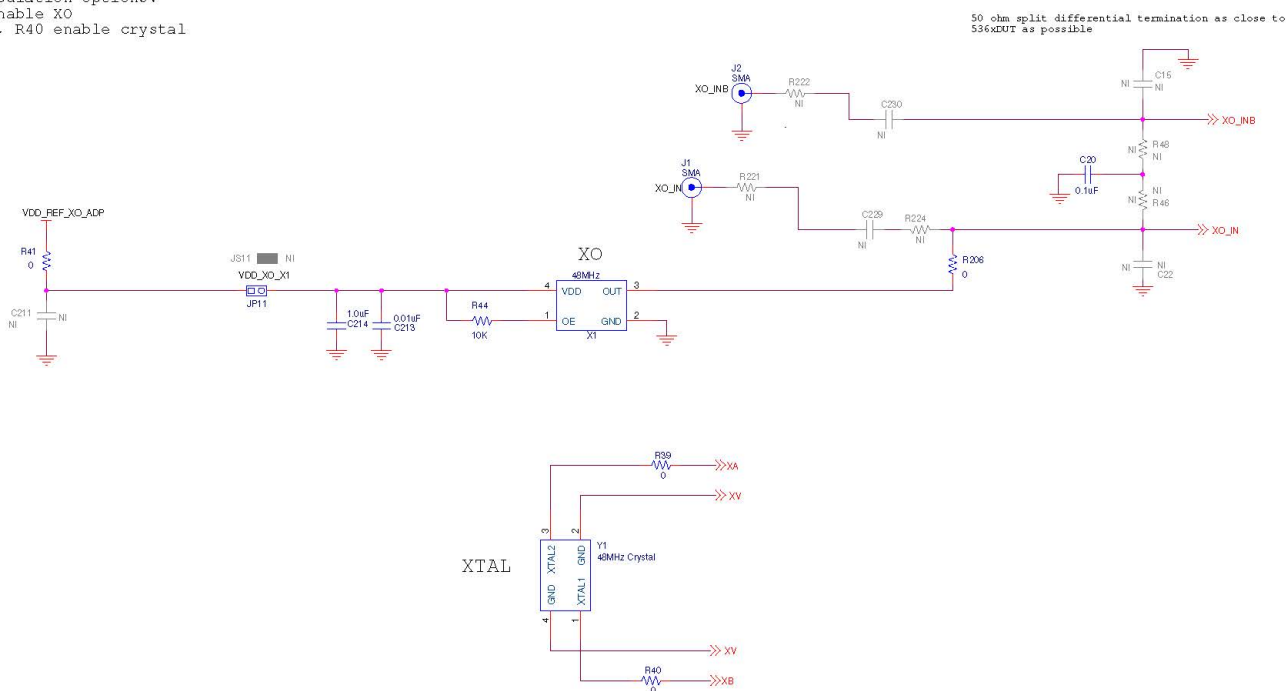 nable XO
R40 enable crystal
50 ohm split differential termination as close to
536xDUT as possible
J2
SMA
XO_INB
R222
NI
C230
NI
C15
NI
NI
XO_INB
R48
NI
NI
C20
0.1uF
NI
R46
NI
J1
SMA
XO_IN
R221
NI
C229
NI
R224
NI
XO_IN
R206
0
NI
NI
C22
VDD_REF_XO_ADP
R41
0
JS11
NI
VDD_XO_X1
JP11
C211
NI
NI
1.0uF
C214
0.01uF
C213
R44
10K
XO
48MHz
4
VDD
OUT
3
1
OE
GND
2
X1
R39
0
XA
XV
XTAL
3
2
XTAL2
GND
Y1
48MHz Crystal
GND
XTAL1
4
1
XV
R40
0
XB